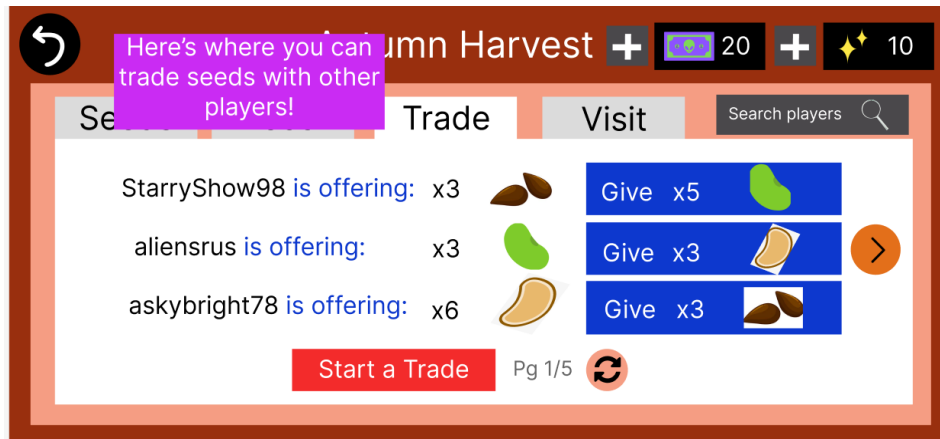 Here's where you can
trade seeds with other
players!
Harvest
20
10
Trade
Visit
Search players
StarryShow98 is offering: x3
Give x5
aliensrus is offering: x3
Give x3
askybright78 is offering: x6
Give x3
Start a Trade
Pg 1/5